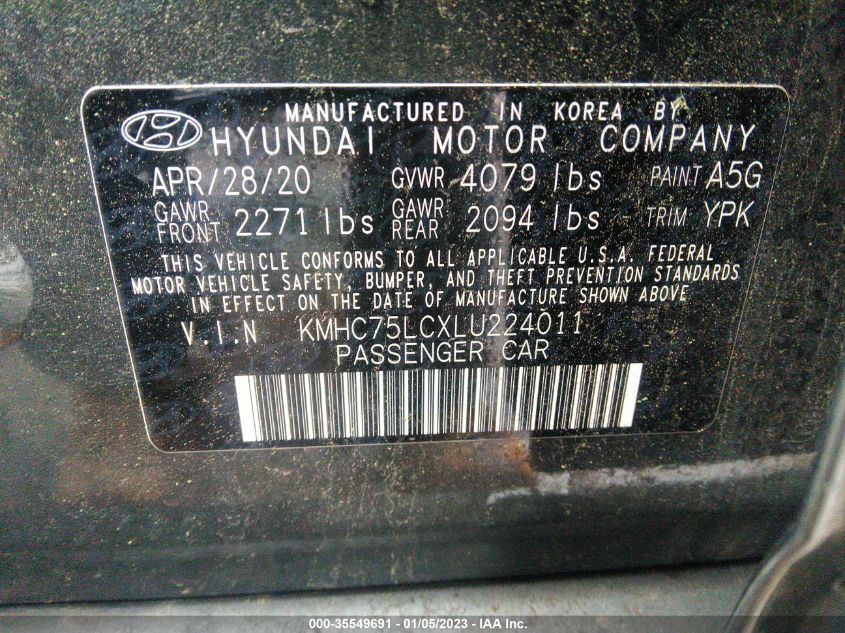 MANUFACTURED IN KOREA BY
HYUNDAI MOTOR COMPANY
APR/28/20 GVWR 4079 lbs PAINT A5G
GAWR FRONT 2271 lbs GAWR REAR 2094 lbs TRIM YPK
THIS VEHICLE CONFORMS TO ALL APPLICABLE U.S.A. FEDERAL
MOTOR VEHICLE SAFETY, BUMPER, AND THEFT PREVENTION STANDARDS
IN EFFECT ON THE DATE OF MANUFACTURE SHOWN ABOVE
V.I.N KMHC75LCXLU224011
PASSENGER CAR
000-35549691 - 01/05/2023 - IAA Inc.